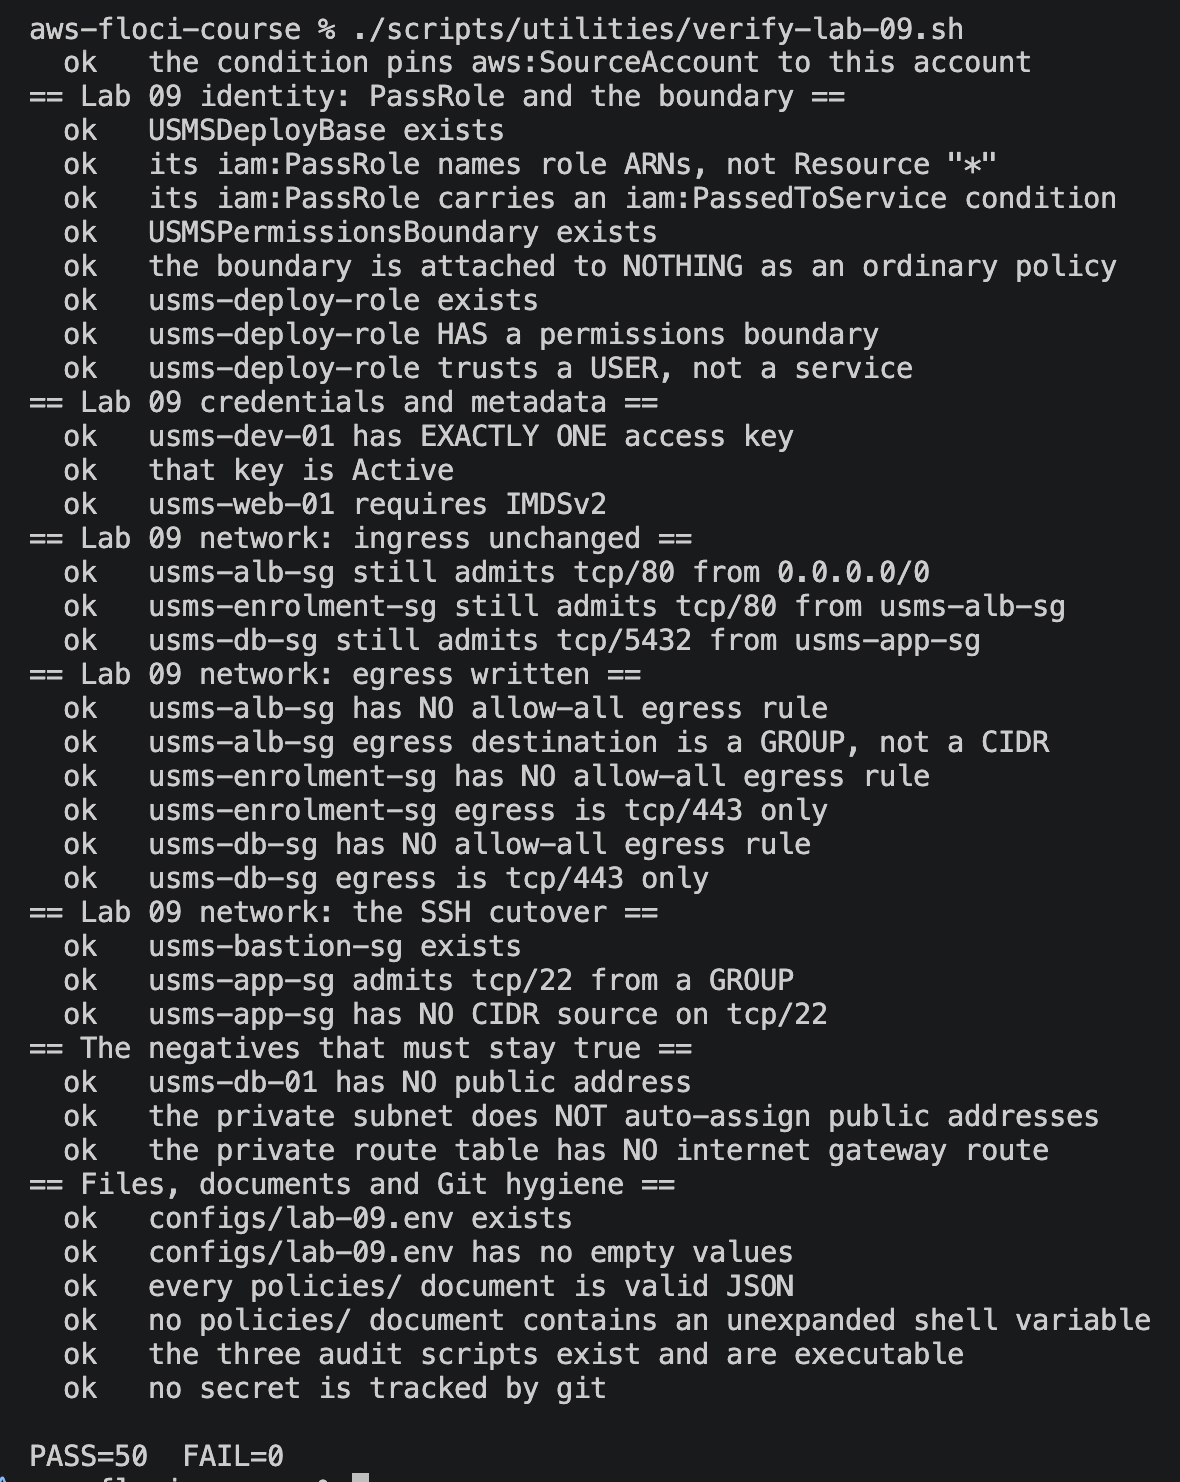 aws-floci-course % ./scripts/utilities/verify-lab-09.sh
ok the condition pins aws:SourceAccount to this account
== Lab 09 identity: PassRole and the boundary ==
ok USMSDeployBase exists
ok its iam:PassRole names role ARNs, not Resource "*"
ok its iam:PassRole carries an iam:PassedToService condition
ok USMSPermissionsBoundary exists
ok the boundary is attached to NOTHING as an ordinary policy
ok usms-deploy-role exists
ok usms-deploy-role HAS a permissions boundary
ok usms-deploy-role trusts a USER, not a service
== Lab 09 credentials and metadata ==
ok usms-dev-01 has EXACTLY ONE access key
ok that key is Active
ok usms-web-01 requires IMDSv2
== Lab 09 network: ingress unchanged ==
ok usms-alb-sg still admits tcp/80 from 0.0.0.0/0
ok usms-enrolment-sg still admits tcp/80 from usms-alb-sg
ok usms-db-sg still admits tcp/5432 from usms-app-sg
== Lab 09 network: egress written ==
ok usms-alb-sg has NO allow-all egress rule
ok usms-alb-sg egress destination is a GROUP, not a CIDR
ok usms-enrolment-sg has NO allow-all egress rule
ok usms-enrolment-sg egress is tcp/443 only
ok usms-db-sg has NO allow-all egress rule
ok usms-db-sg egress is tcp/443 only
== Lab 09 network: the SSH cutover ==
ok usms-bastion-sg exists
ok usms-app-sg admits tcp/22 from a GROUP
ok usms-app-sg has NO CIDR source on tcp/22
== The negatives that must stay true ==
ok usms-db-01 has NO public address
ok the private subnet does NOT auto-assign public addresses
ok the private route table has NO internet gateway route
== Files, documents and Git hygiene ==
ok configs/lab-09.env exists
ok configs/lab-09.env has no empty values
ok every policies/ document is valid JSON
ok no policies/ document contains an unexpanded shell variable
ok the three audit scripts exist and are executable
ok no secret is tracked by git
PASS=50 FAIL=0